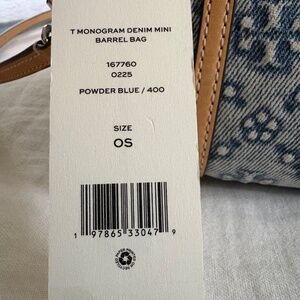 T MONOGRAM DENIM MINI
BARREL BAG
167760
0225
POWDER BLUE / 400
SIZE
OS
1 97865 33047 9